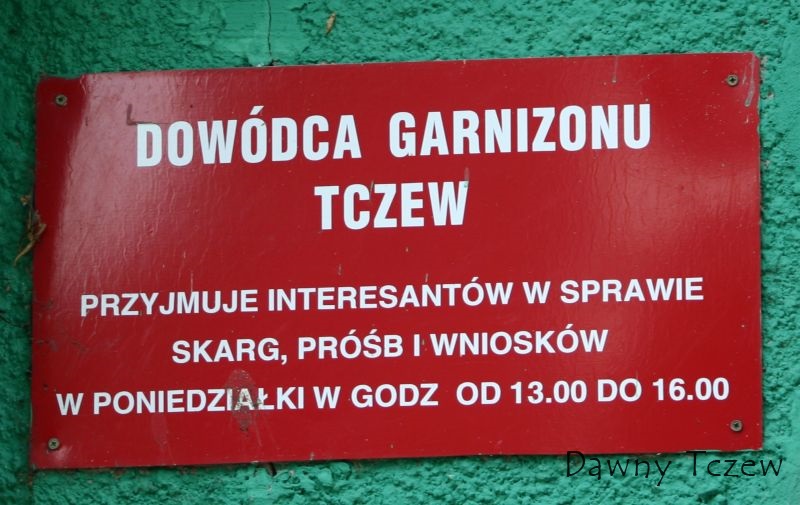 DOWÓDCA GARNIZONU
TCZEW
PRZYJMUJE INTERESANTÓW W SPRAWIE
SKARG, PRÓŚB I WNIOSKÓW
W PONIEDZIAŁKI W GODZ OD 13.00 DO 16.00
Dawny Tczew